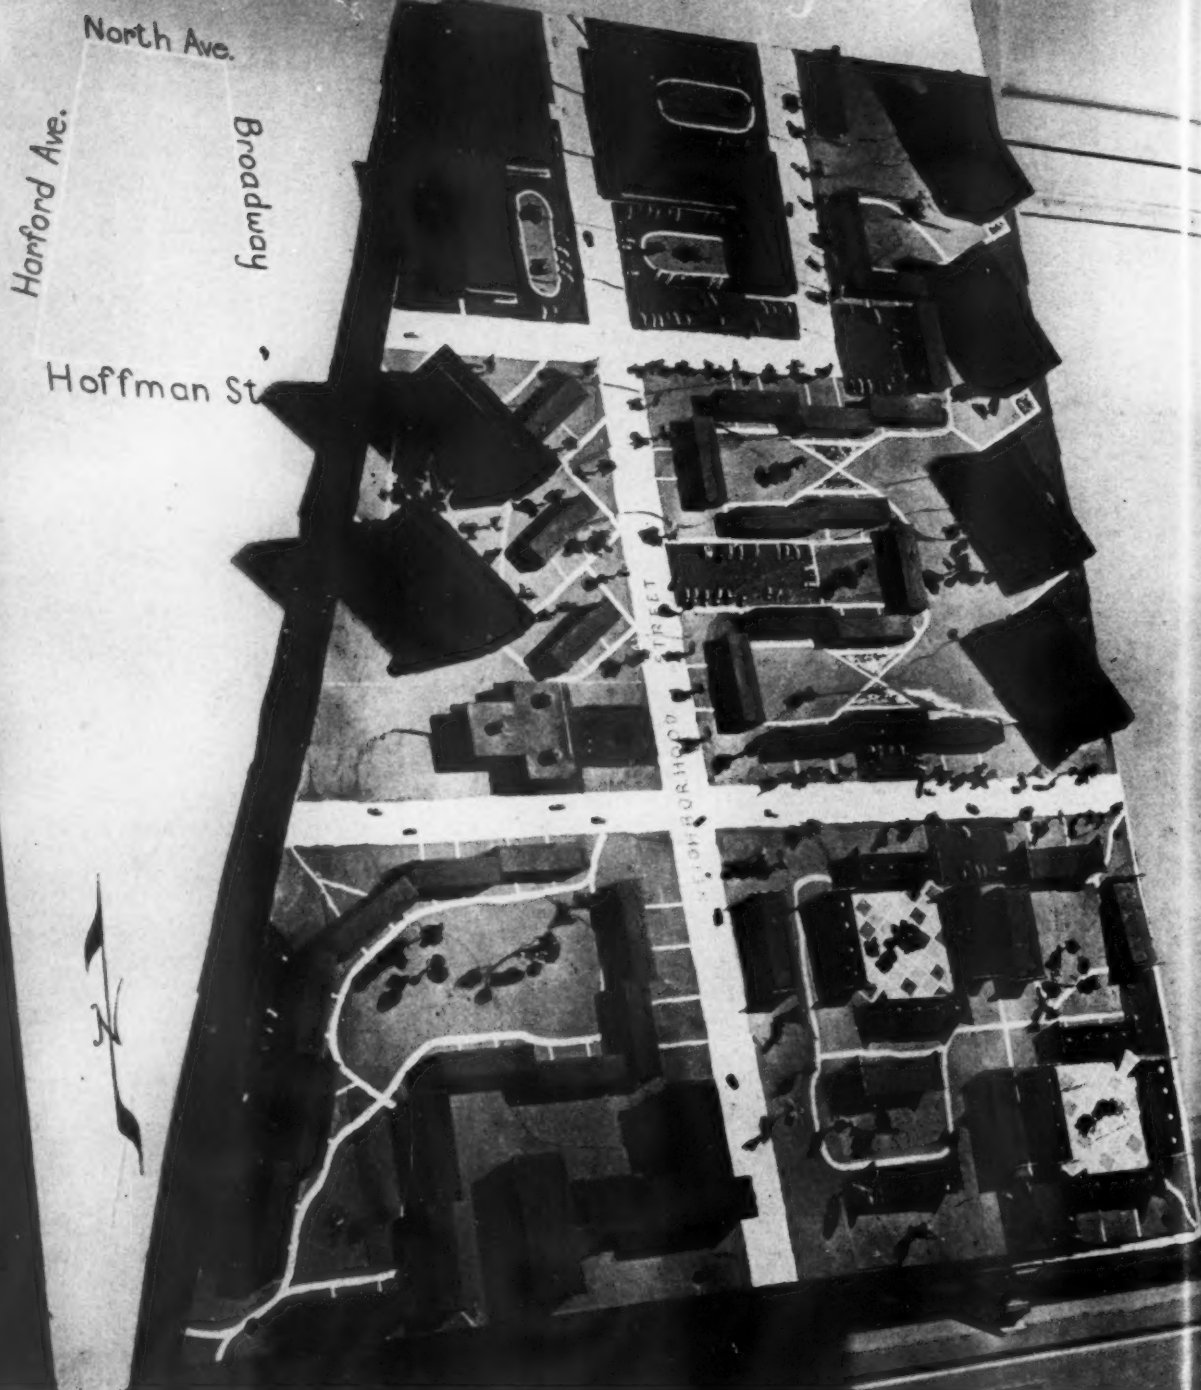 North Ave.
Harford Ave.
Broadway
Hoffman St
NEIGHBORHOOD STREET
N